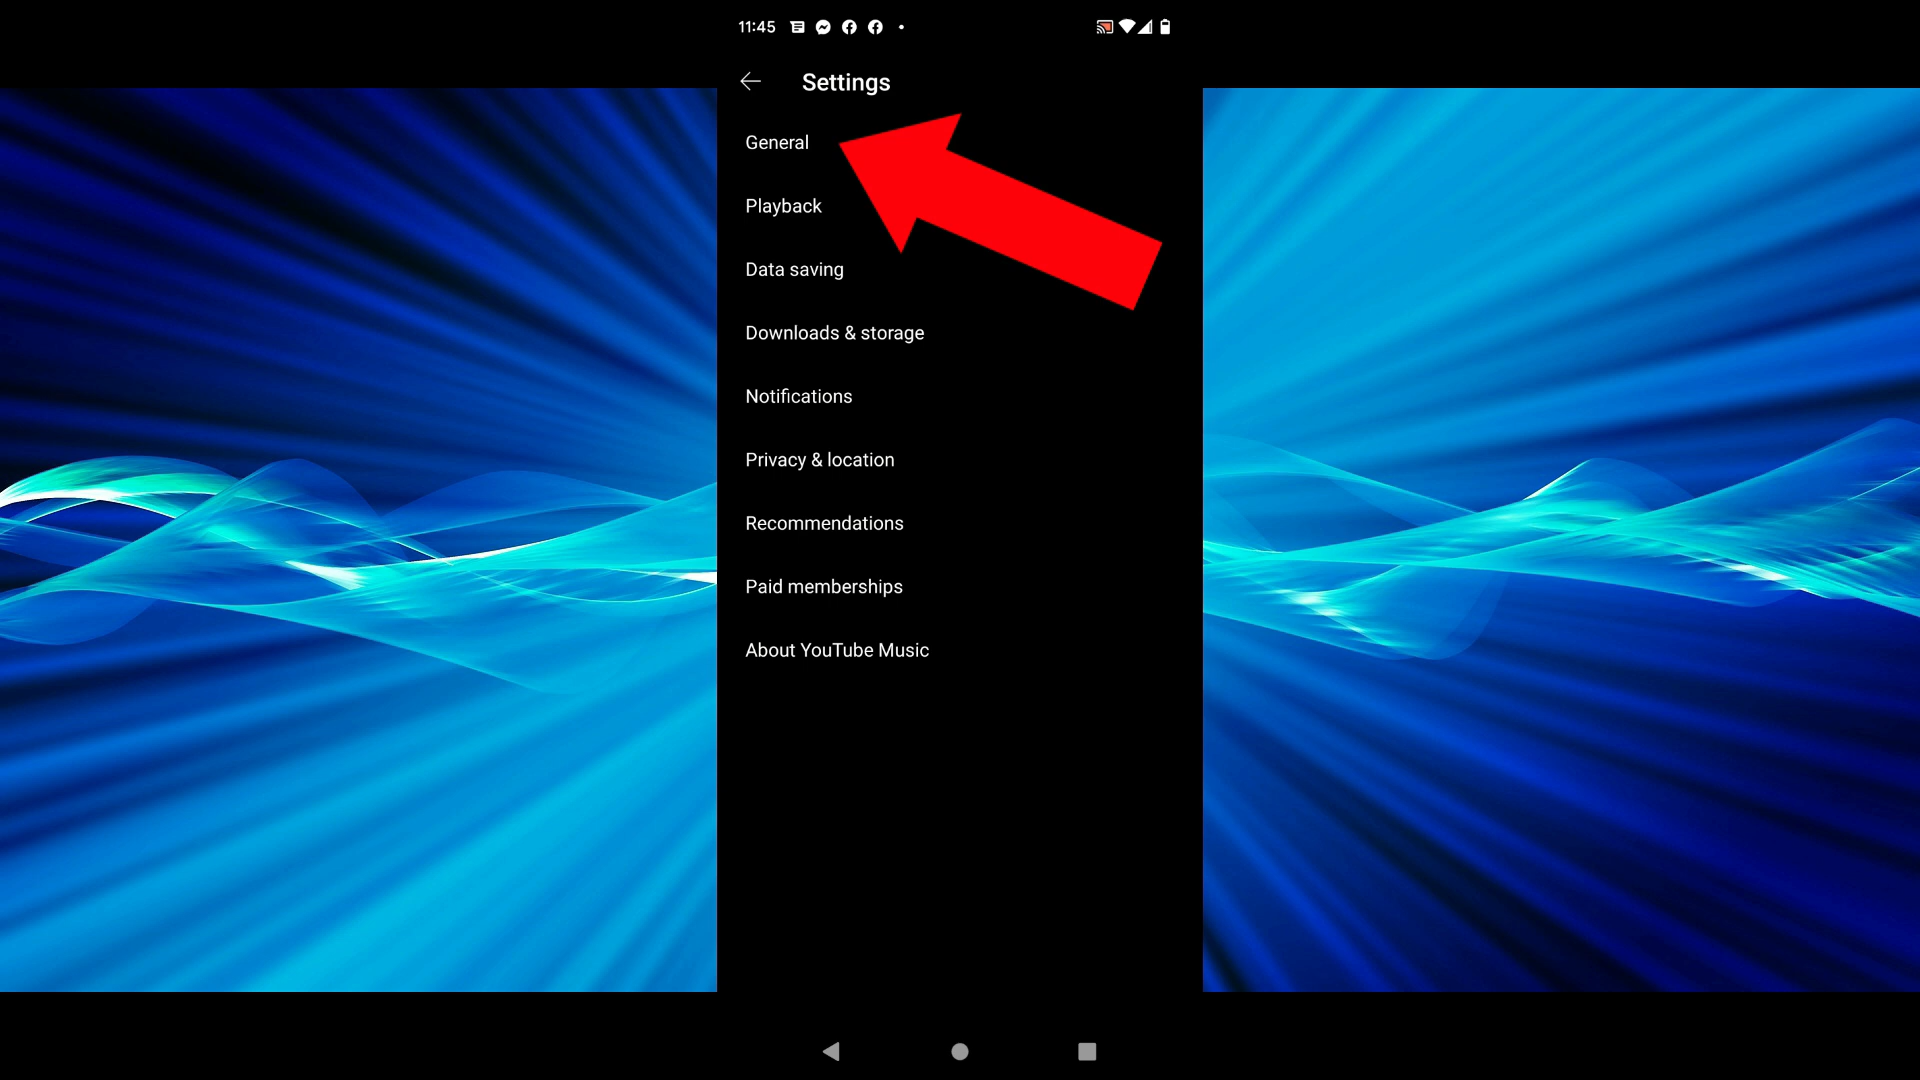 11:45
Settings
General
Playback
Data saving
Downloads & storage
Notifications
Privacy & location
Recommendations
Paid memberships
About YouTube Music